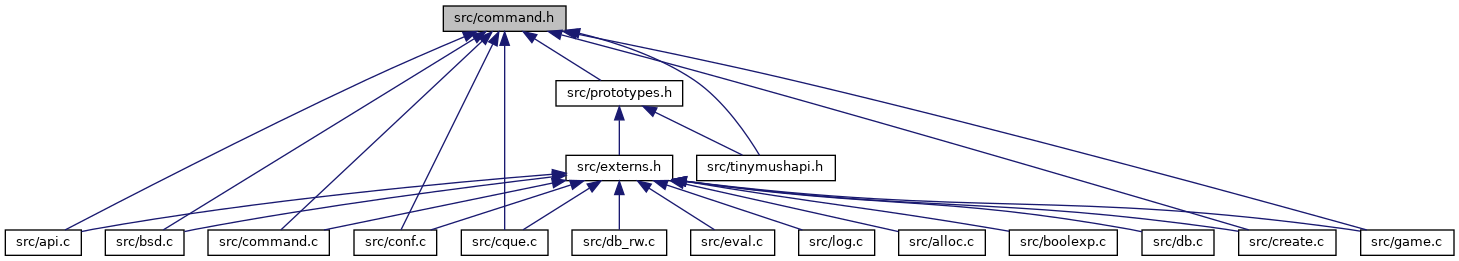 src/command.h
src/prototypes.h
src/externs.h
src/tinymushapi.h
src/api.c
src/bsd.c
src/command.c
src/conf.c
src/cque.c
src/db_rw.c
src/eval.c
src/log.c
src/alloc.c
src/boolexp.c
src/db.c
src/create.c
src/game.c